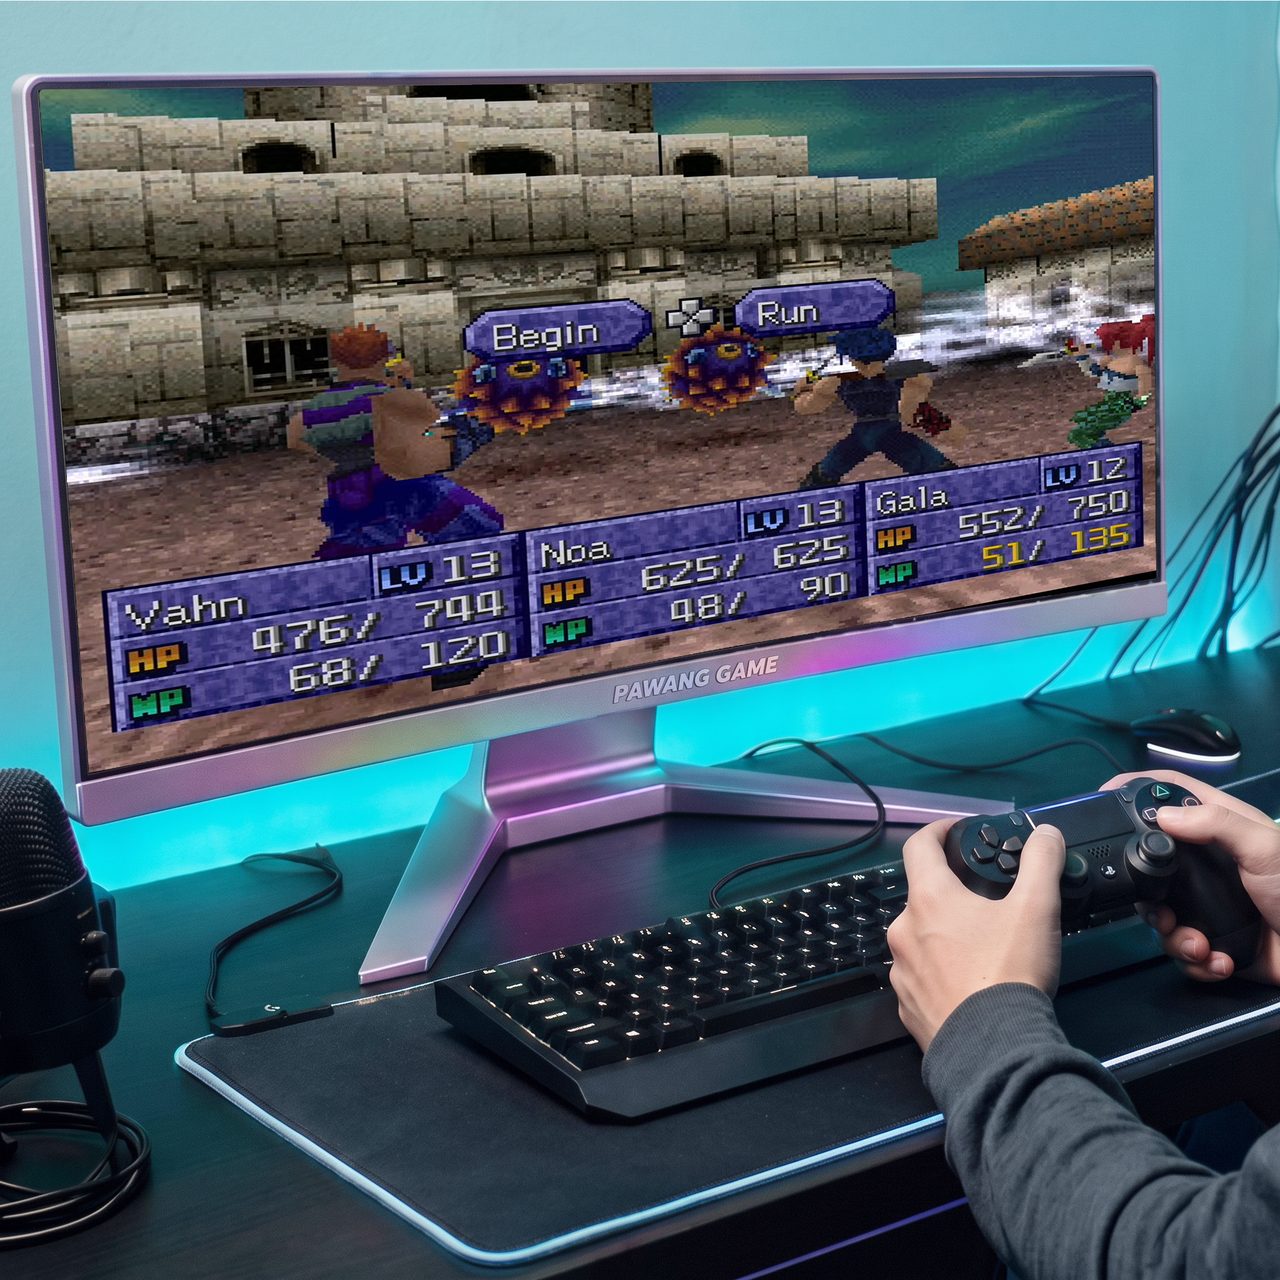 Begin
Run
Vahn
LV 13
HP 476/ 744
MP 68/ 120
Noa
LV 13
HP 625/ 625
MP 48/ 90
Gala
LV 12
HP 552/ 750
MP 51/ 135
PAWANG GAME